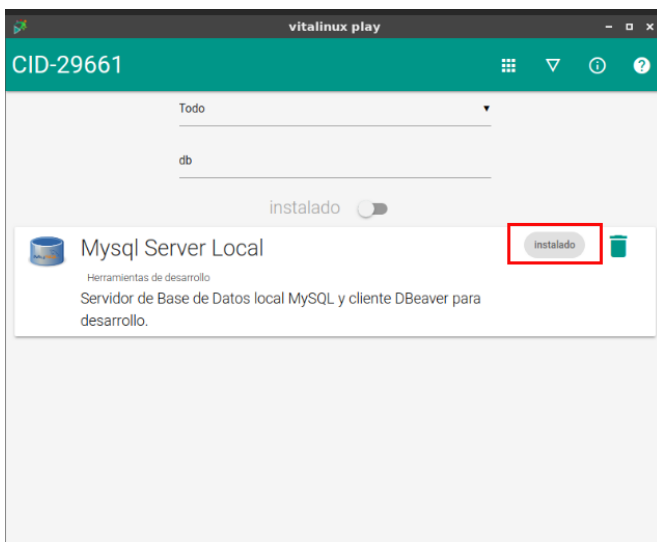 vitalinux play
CID-29661
Todo
db
instalado
Mysql Server Local
instalado
Herramientas de desarrollo
Servidor de Base de Datos local MySQL y cliente DBeaver para
desarrollo.